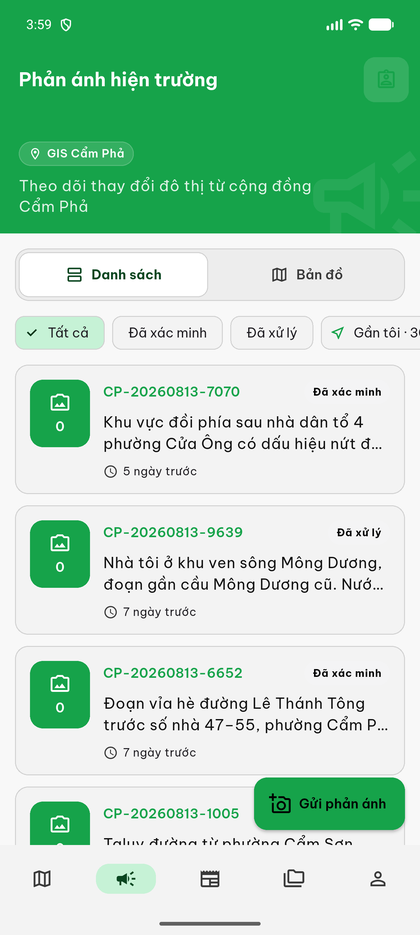 3:59
Phản ánh hiện trường
GIS Cẩm Phả
Theo dõi thay đổi đô thị từ cộng đồng
Cẩm Phả
Danh sách
Bản đồ
Tất cả
Đã xác minh
Đã xử lý
Gần tôi · 3
CP-20260813-7070
Đã xác minh
Khu vực đồi phía sau nhà dân tổ 4
phường Cửa Ông có dấu hiệu nứt đ...
0
5 ngày trước
CP-20260813-9639
Đã xử lý
Nhà tôi ở khu ven sông Mông Dương,
đoạn gần cầu Mông Dương cũ. Nướ...
0
7 ngày trước
CP-20260813-6652
Đã xác minh
Đoạn vỉa hè đường Lê Thánh Tông
trước số nhà 47–55, phường Cẩm P...
0
7 ngày trước
CP-20260813-1005
Taluy đường từ phường Cẩm Sơn
Gửi phản ánh